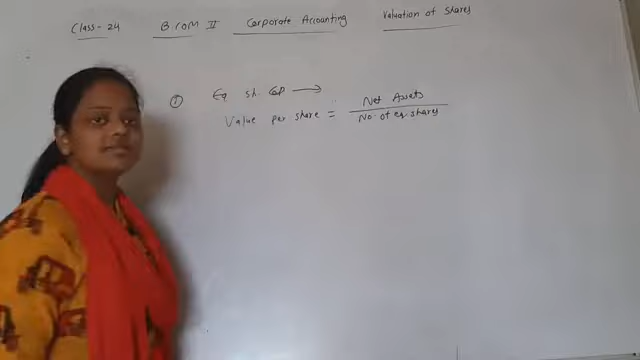 Class-24 B.COM II Corporate Accounting Valuation of Shares
① Eq sh. Cap →
Value per share = Net Assets
No. of eq. shares